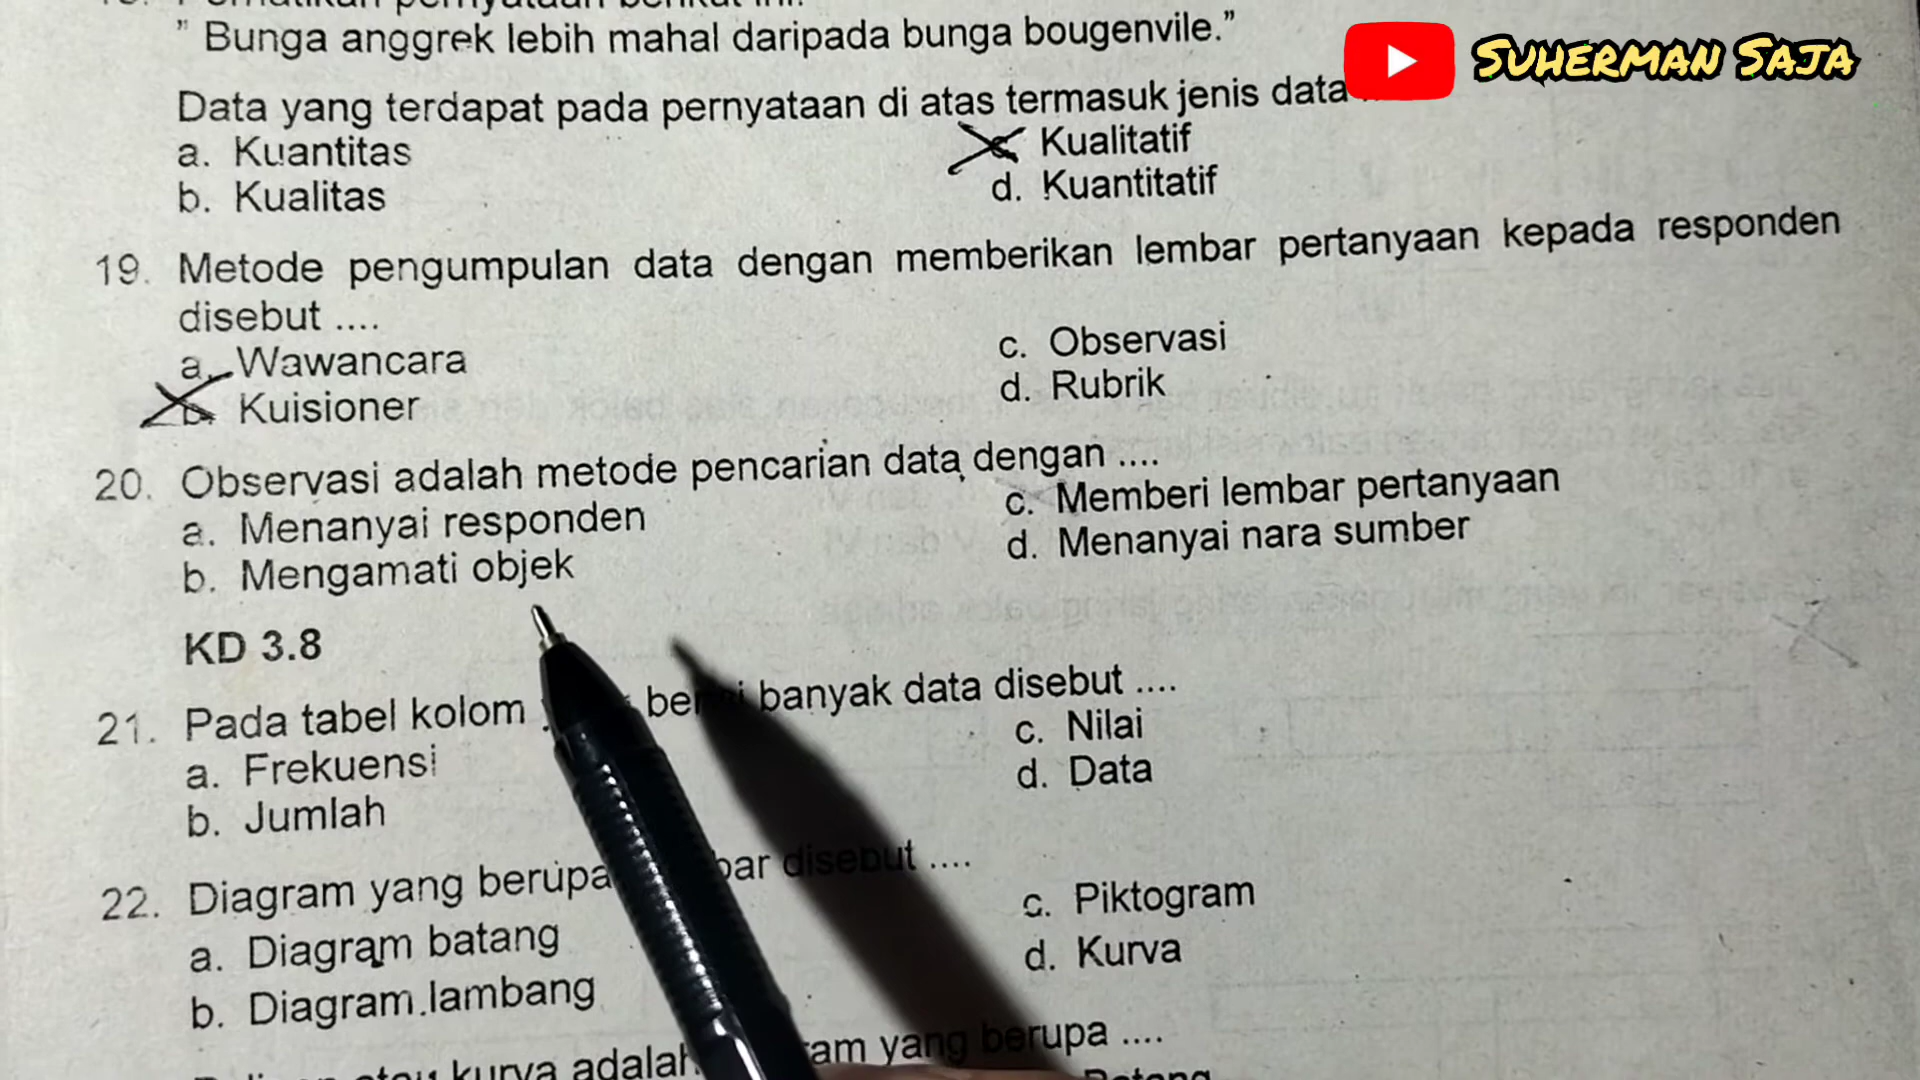 " Bunga anggrek lebih mahal daripada bunga bougenvile."
SUHERMAN SAJA
Data yang terdapat pada pernyataan di atas termasuk jenis data
a. Kuantitas
c. Kualitatif
b. Kualitas
d. Kuantitatif
19. Metode pengumpulan data dengan memberikan lembar pertanyaan kepada responden
disebut ....
a. Wawancara
c. Observasi
b. Kuisioner
d. Rubrik
20. Observasi adalah metode pencarian data dengan ....
a. Menanyai responden
c. Memberi lembar pertanyaan
b. Mengamati objek
d. Menanyai nara sumber
KD 3.8
21. Pada tabel kolom banyak data disebut ....
a. Frekuensi
c. Nilai
b. Jumlah
d. Data
22. Diagram yang berupa disebut ....
a. Diagram batang
c. Piktogram
b. Diagram lambang
d. Kurva
kurva adalah yang berupa ....